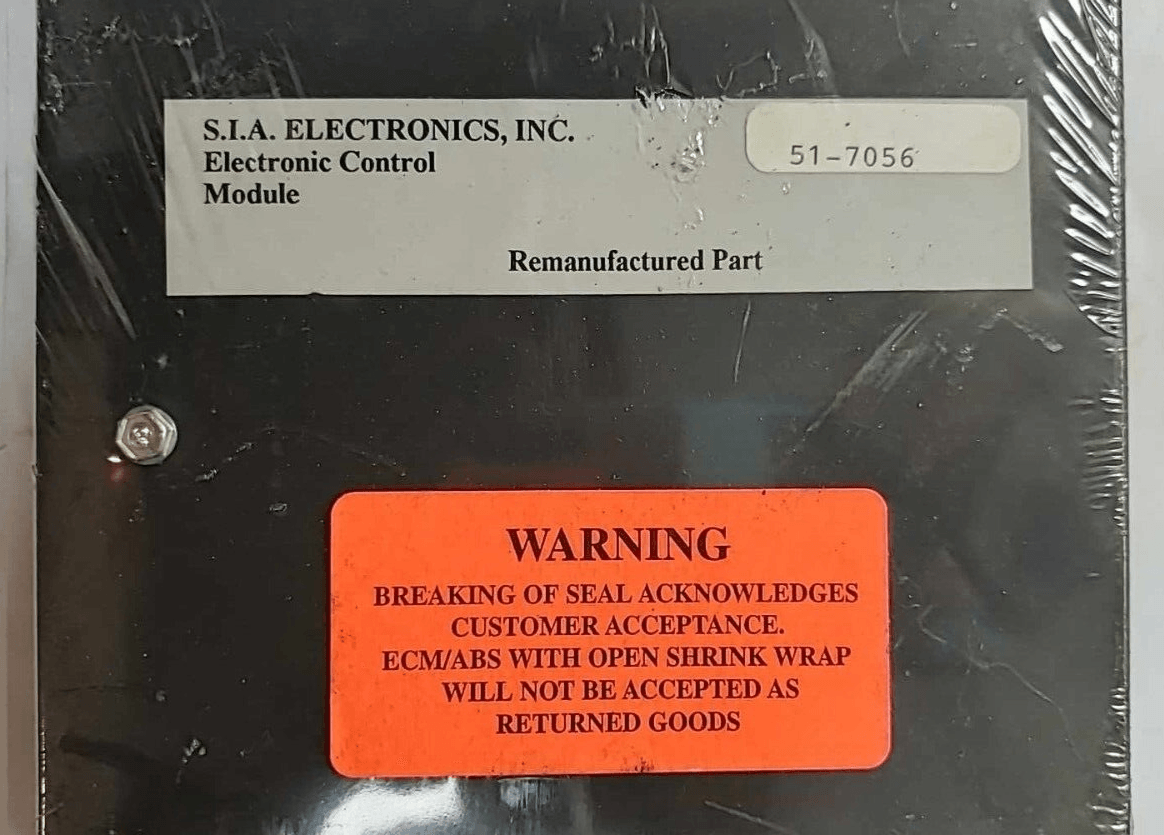 S.I.A. ELECTRONICS, INC.
51-7056
Electronic Control
Module
Remanufactured Part
WARNING
BREAKING OF SEAL ACKNOWLEDGES
CUSTOMER ACCEPTANCE.
ECM/ABS WITH OPEN SHRINK WRAP
WILL NOT BE ACCEPTED AS
RETURNED GOODS